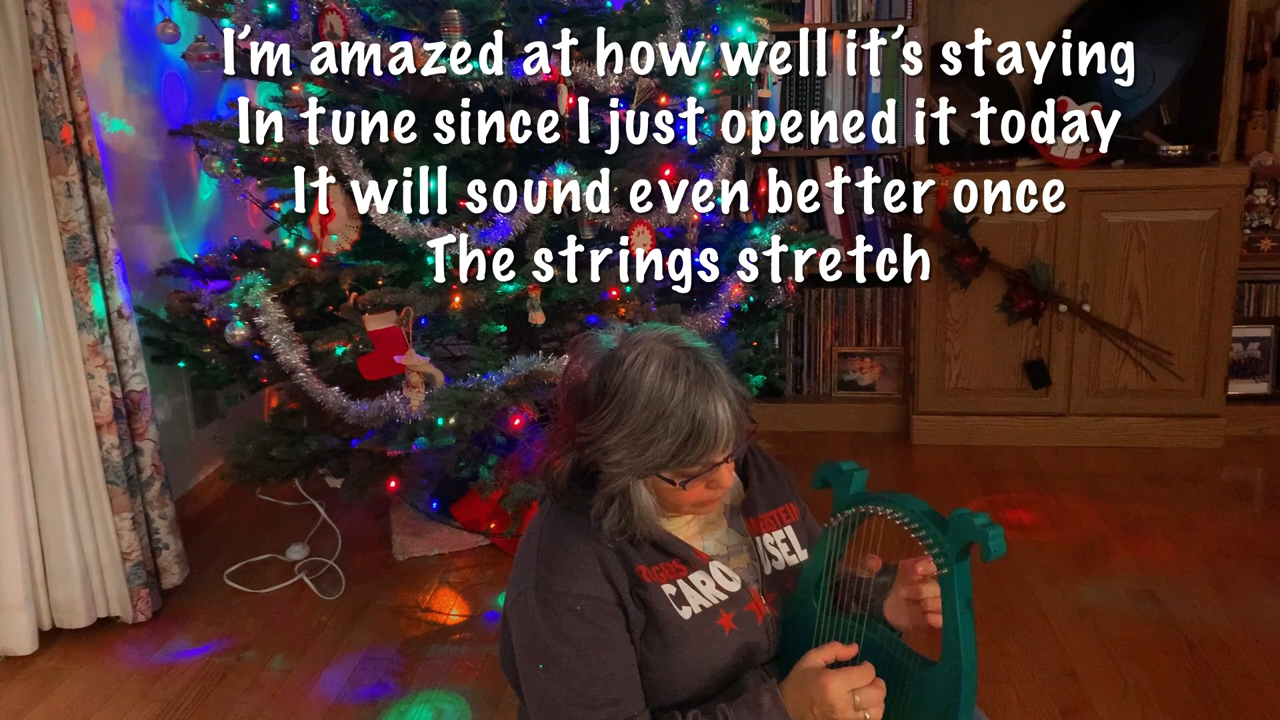 I'm amazed at how well it's staying
In tune since I just opened it today
It will sound even better once
The strings stretch
CAROUSEL